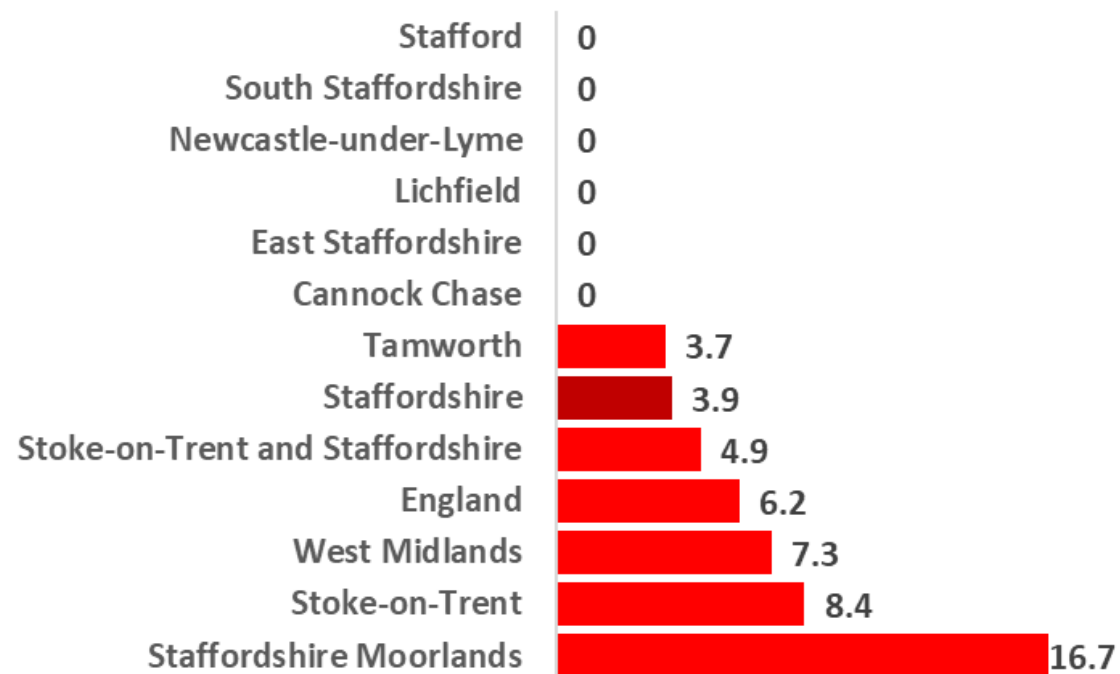 Stafford 0
South Staffordshire 0
Newcastle-under-Lyme 0
Lichfield 0
East Staffordshire 0
Cannock Chase 0
Tamworth 3.7
Staffordshire 3.9
Stoke-on-Trent and Staffordshire 4.9
England 6.2
West Midlands 7.3
Stoke-on-Trent 8.4
Staffordshire Moorlands 16.7